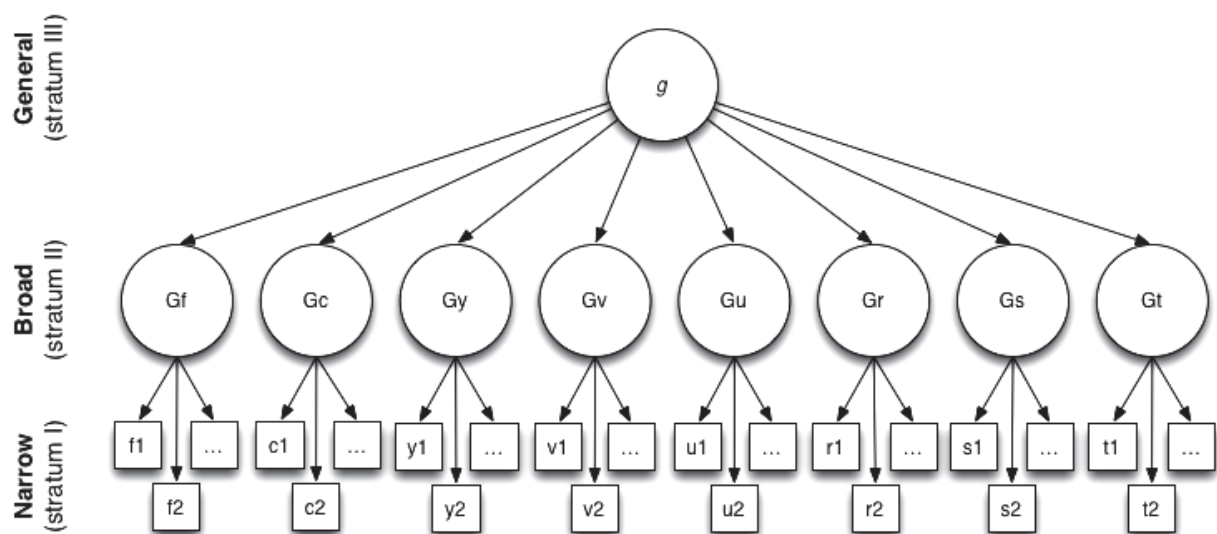 General
(stratum III)
g
Broad
(stratum II)
Gf
Gc
Gy
Gv
Gu
Gr
Gs
Gt
Narrow
(stratum I)
f1
...
c1
...
y1
...
v1
...
u1
...
r1
...
s1
...
t1
...
f2
c2
y2
v2
u2
r2
s2
t2